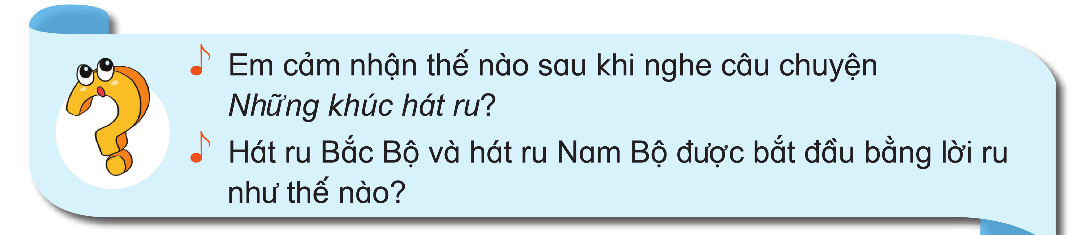 Em cảm nhận thế nào sau khi nghe câu chuyện
Những khúc hát ru?
Hát ru Bắc Bộ và hát ru Nam Bộ được bắt đầu bằng lời ru
như thế nào?